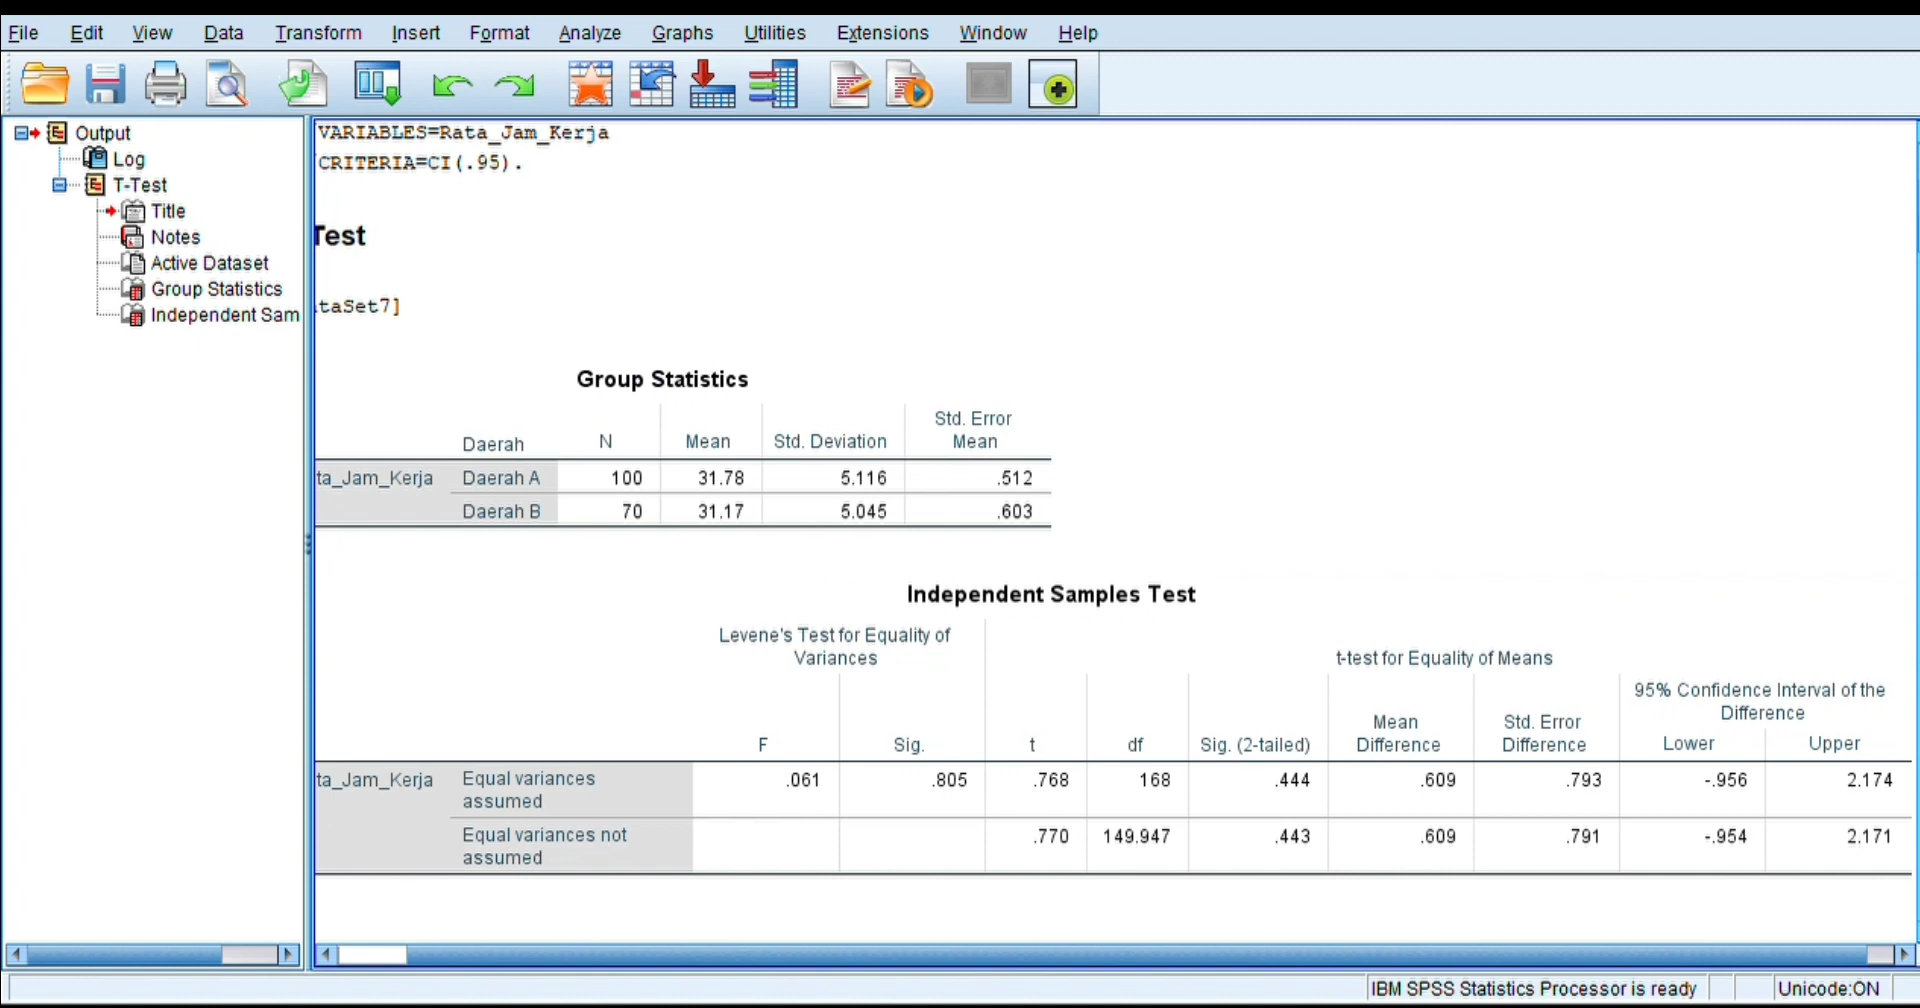 File Edit View Data Transform Insert Format Analyze Graphs Utilities Extensions Window Help
Output
Log
T-Test
Title
Notes
Active Dataset
Group Statistics
Independent Sam
VARIABLES=Rata_Jam_Kerja
CRITERIA=CI(.95).
Test
taSet7]
Group Statistics
Daerah N Mean Std. Deviation Std. Error Mean
ta_Jam_Kerja Daerah A 100 31.78 5.116 .512
Daerah B 70 31.17 5.045 .603
Independent Samples Test
Levene's Test for Equality of Variances
t-test for Equality of Means
95% Confidence Interval of the Difference
F Sig. t df Sig. (2-tailed) Mean Difference Std. Error Difference Lower Upper
ta_Jam_Kerja Equal variances assumed .061 .805 .768 168 .444 .609 .793 -.956 2.174
Equal variances not assumed .770 149.947 .443 .609 .791 -.954 2.171
IBM SPSS Statistics Processor is ready Unicode:ON